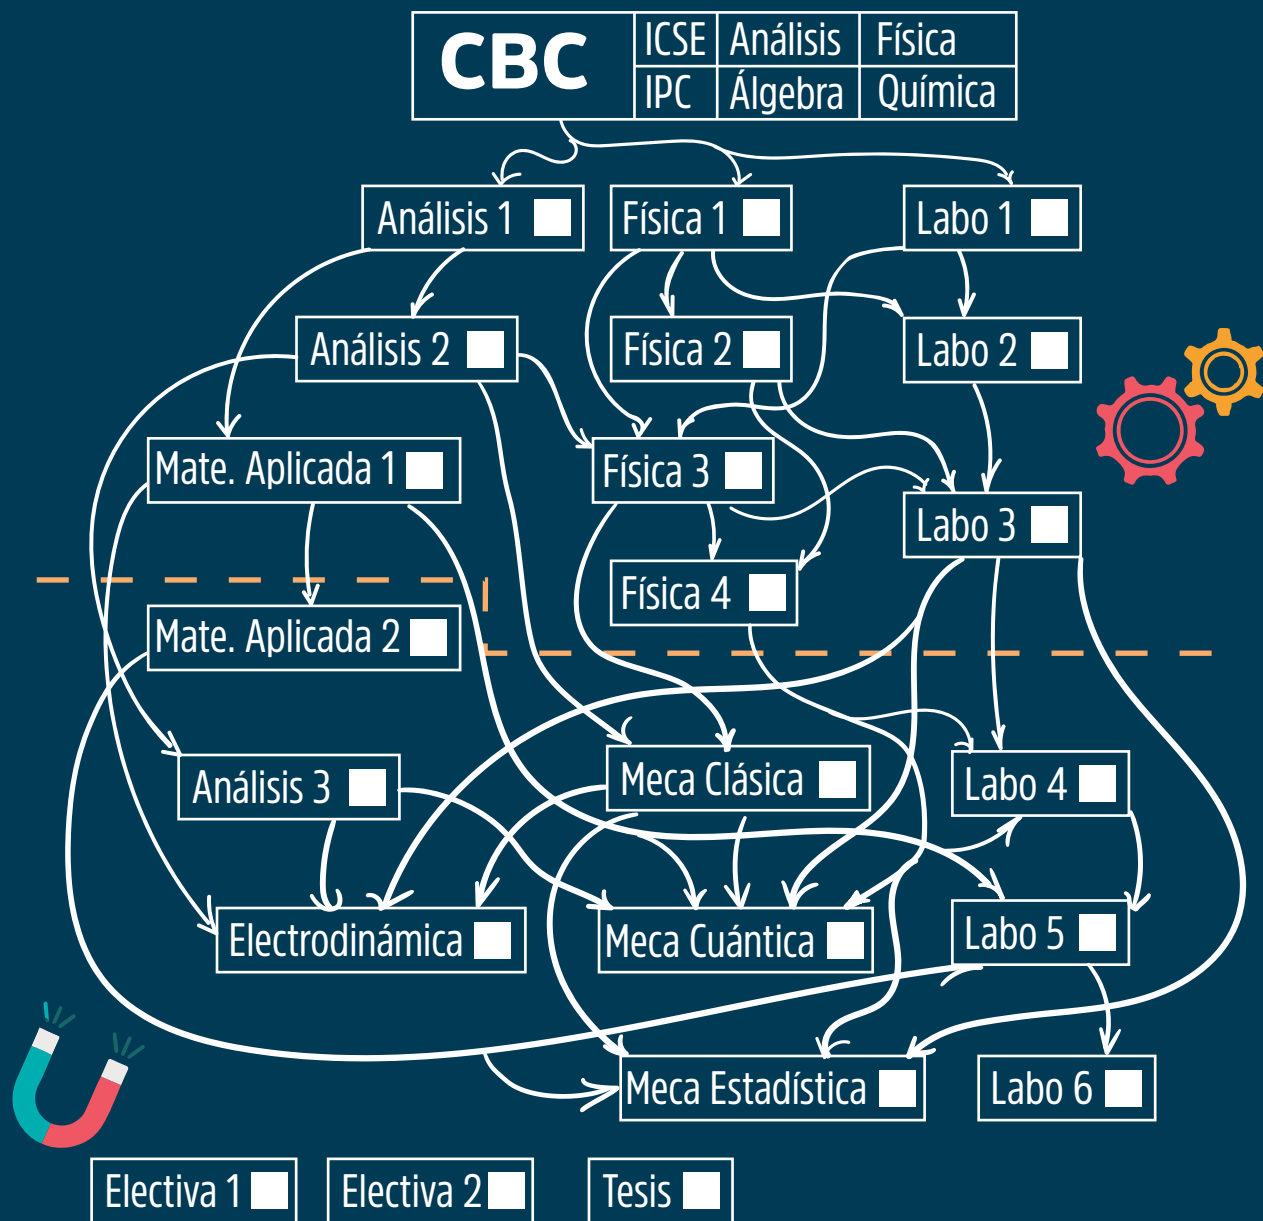 CBC
ICSE Análisis Física
IPC Álgebra Química
Análisis 1
Física 1
Labo 1
Análisis 2
Física 2
Labo 2
Mate. Aplicada 1
Física 3
Labo 3
Física 4
Mate. Aplicada 2
Análisis 3
Meca Clásica
Labo 4
Electrodinámica
Meca Cuántica
Labo 5
Meca Estadística
Labo 6
Electiva 1
Electiva 2
Tesis